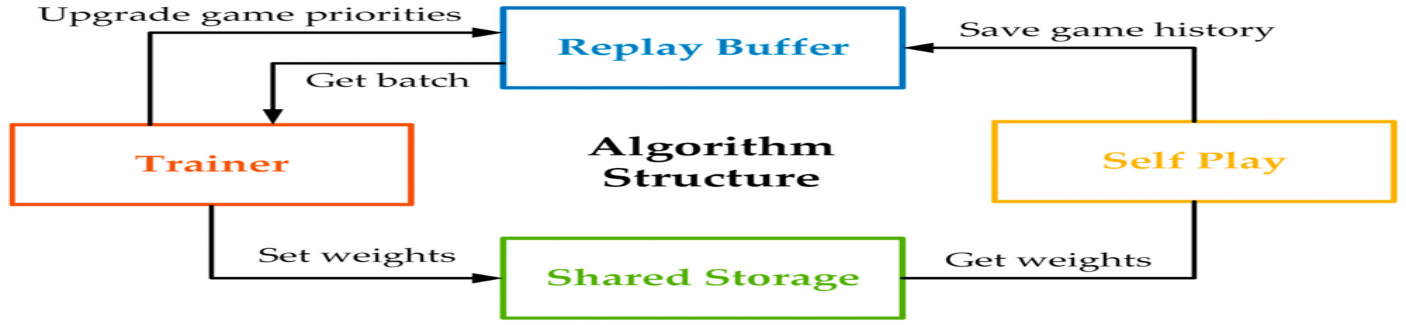 Upgrade game priorities
Replay Buffer
Save game history
Get batch
Trainer
Algorithm
Structure
Self Play
Set weights
Shared Storage
Get weights